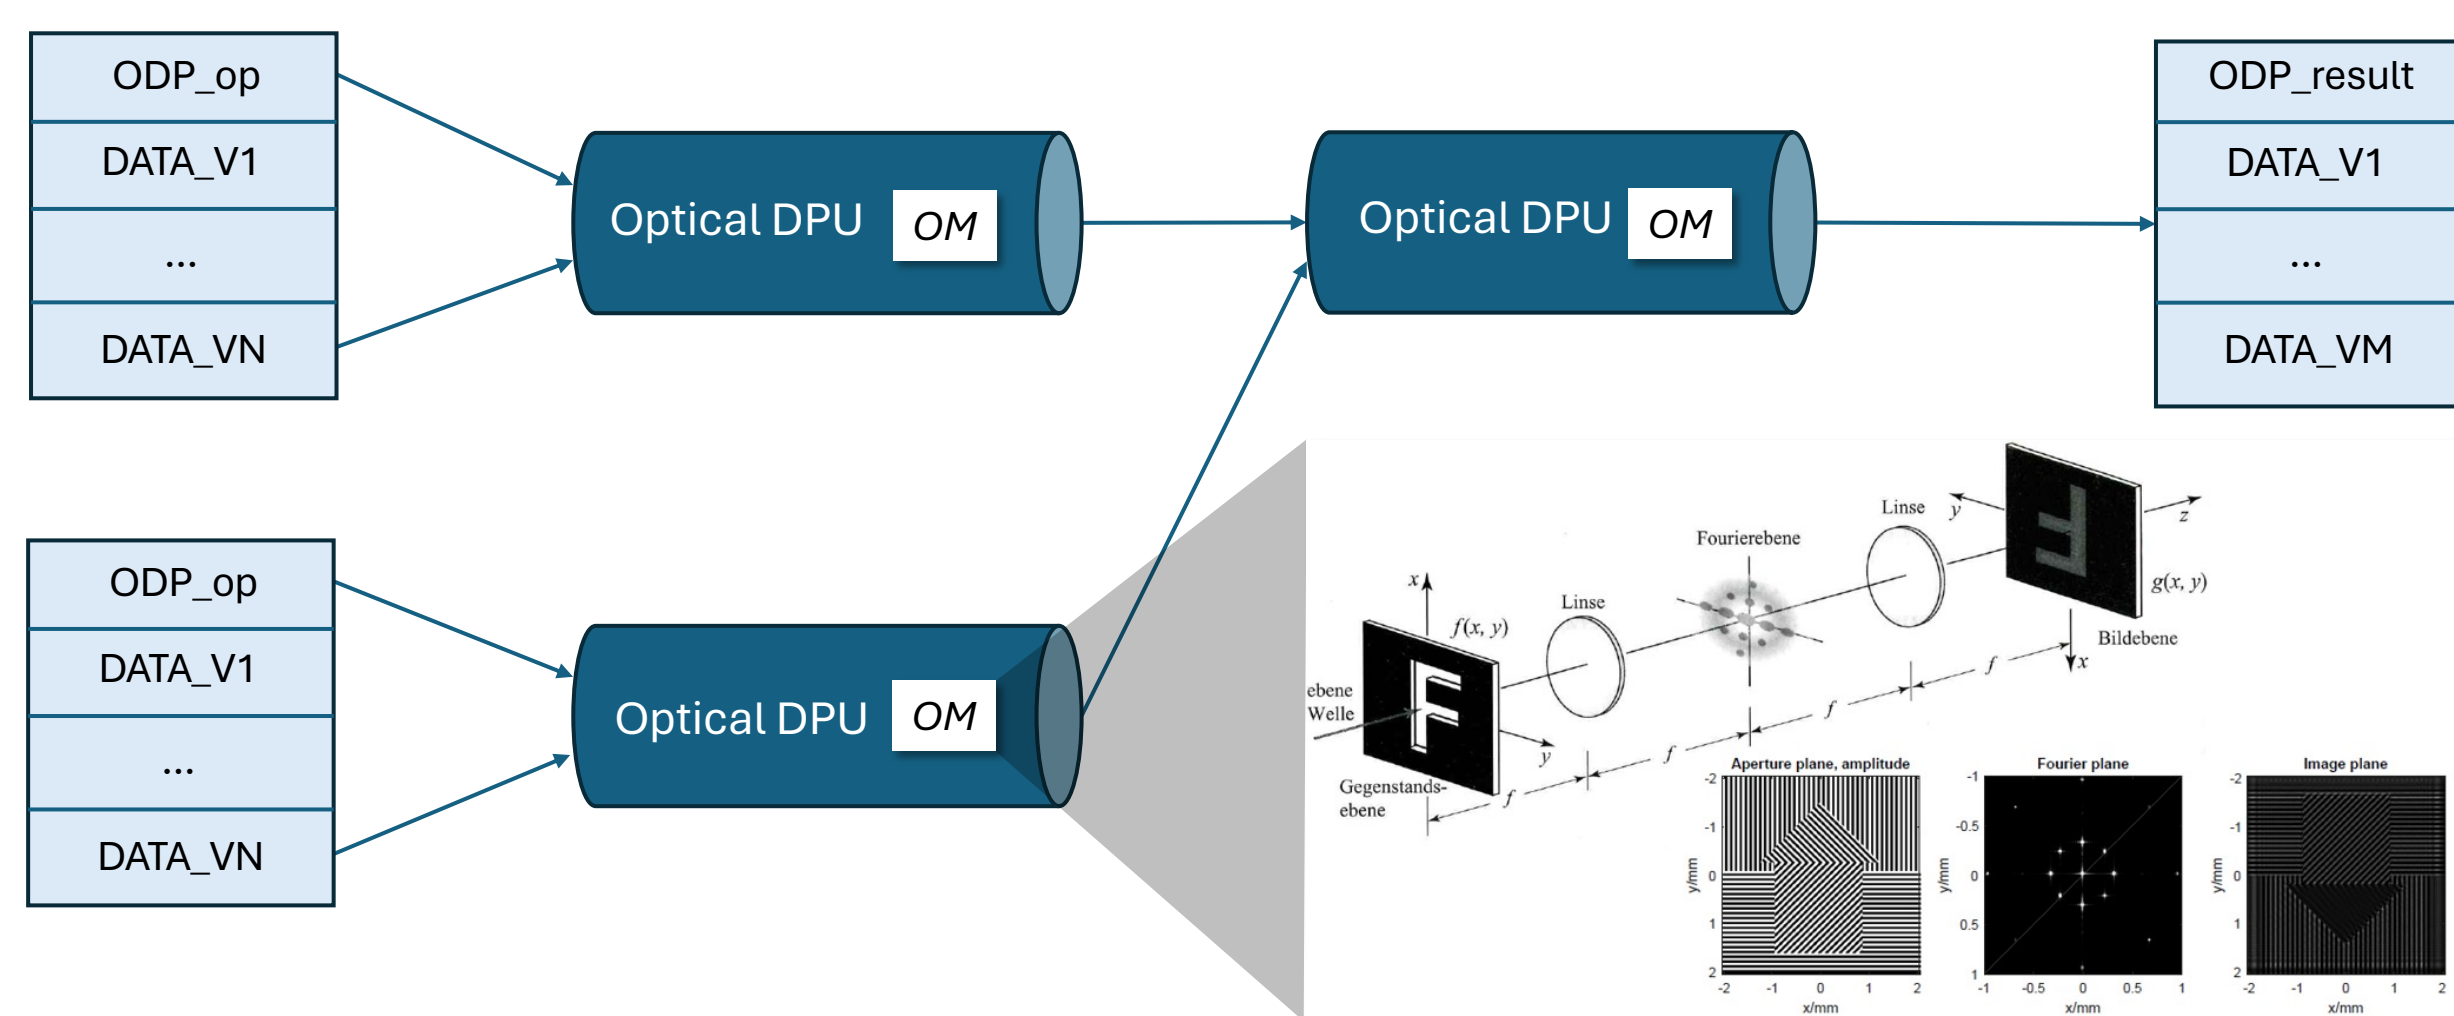 ODP_op
DATA_V1
...
DATA_VN
Optical DPU
OM
Optical DPU
OM
ODP_result
DATA_V1
...
DATA_VM
ODP_op
DATA_V1
...
DATA_VN
Optical DPU
OM
ebene
Welle
x
f(x, y)
y
Gegenstands-
ebene
Linse
Fourierebene
Linse
y
z
g(x, y)
Bildebene
x
f
f
f
f
Aperture plane, amplitude
-2
-1
0
1
2
y/mm
-2 -1 0 1 2
x/mm
Fourier plane
-1
-0.5
0
0.5
1
y/mm
-1 -0.5 0 0.5 1
x/mm
Image plane
-2
-1
0
1
2
y/mm
-2 -1 0 1 2
x/mm